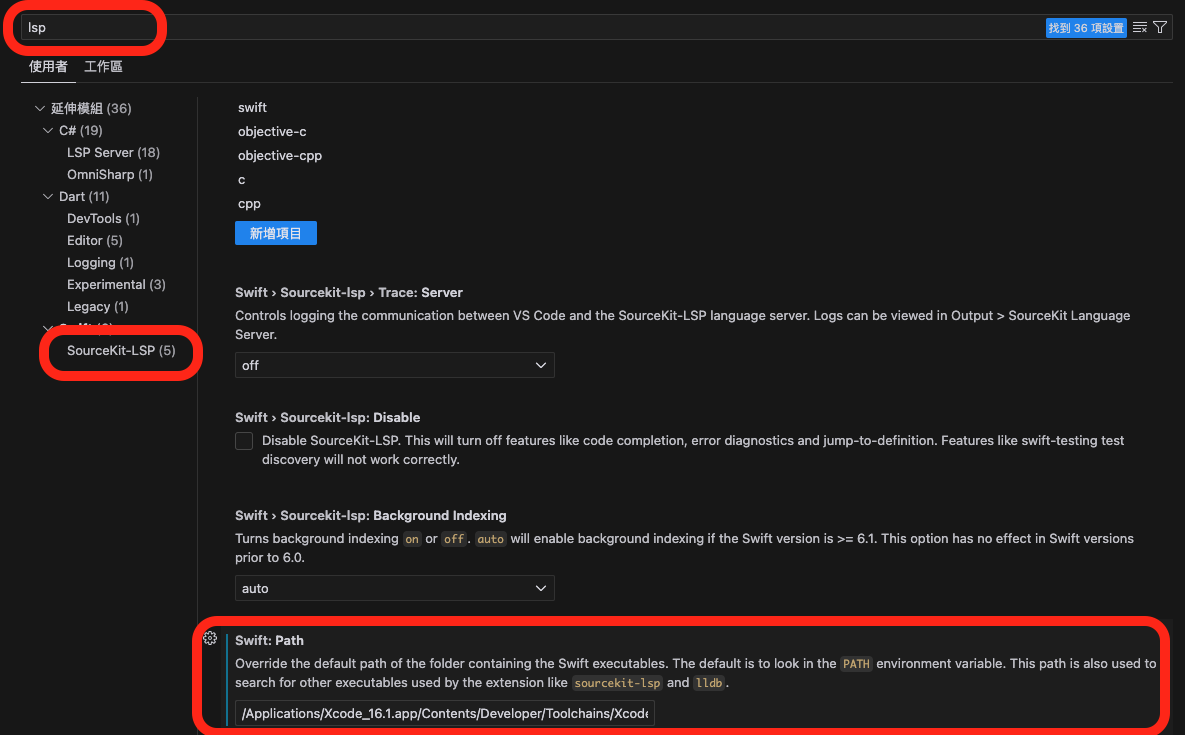 lsp
找到 36 項設置
使用者 工作區
延伸模組 (36)
C# (19)
LSP Server (18)
OmniSharp (1)
Dart (11)
DevTools (1)
Editor (5)
Logging (1)
Experimental (3)
Legacy (1)
SourceKit-LSP (5)
swift
objective-c
objective-cpp
c
cpp
新增項目
Swift › Sourcekit-lsp › Trace: Server
Controls logging the communication between VS Code and the SourceKit-LSP language server. Logs can be viewed in Output > SourceKit Language
Server.
off
Swift › Sourcekit-lsp: Disable
Disable SourceKit-LSP. This will turn off features like code completion, error diagnostics and jump-to-definition. Features like swift-testing test
discovery will not work correctly.
Swift › Sourcekit-lsp: Background Indexing
Turns background indexing on or off. auto will enable background indexing if the Swift version is >= 6.1. This option has no effect in Swift versions
prior to 6.0.
auto
Swift: Path
Override the default path of the folder containing the Swift executables. The default is to look in the PATH environment variable. This path is also used to
search for other executables used by the extension like sourcekit-lsp and lldb.
/Applications/Xcode_16.1.app/Contents/Developer/Toolchains/Xcode